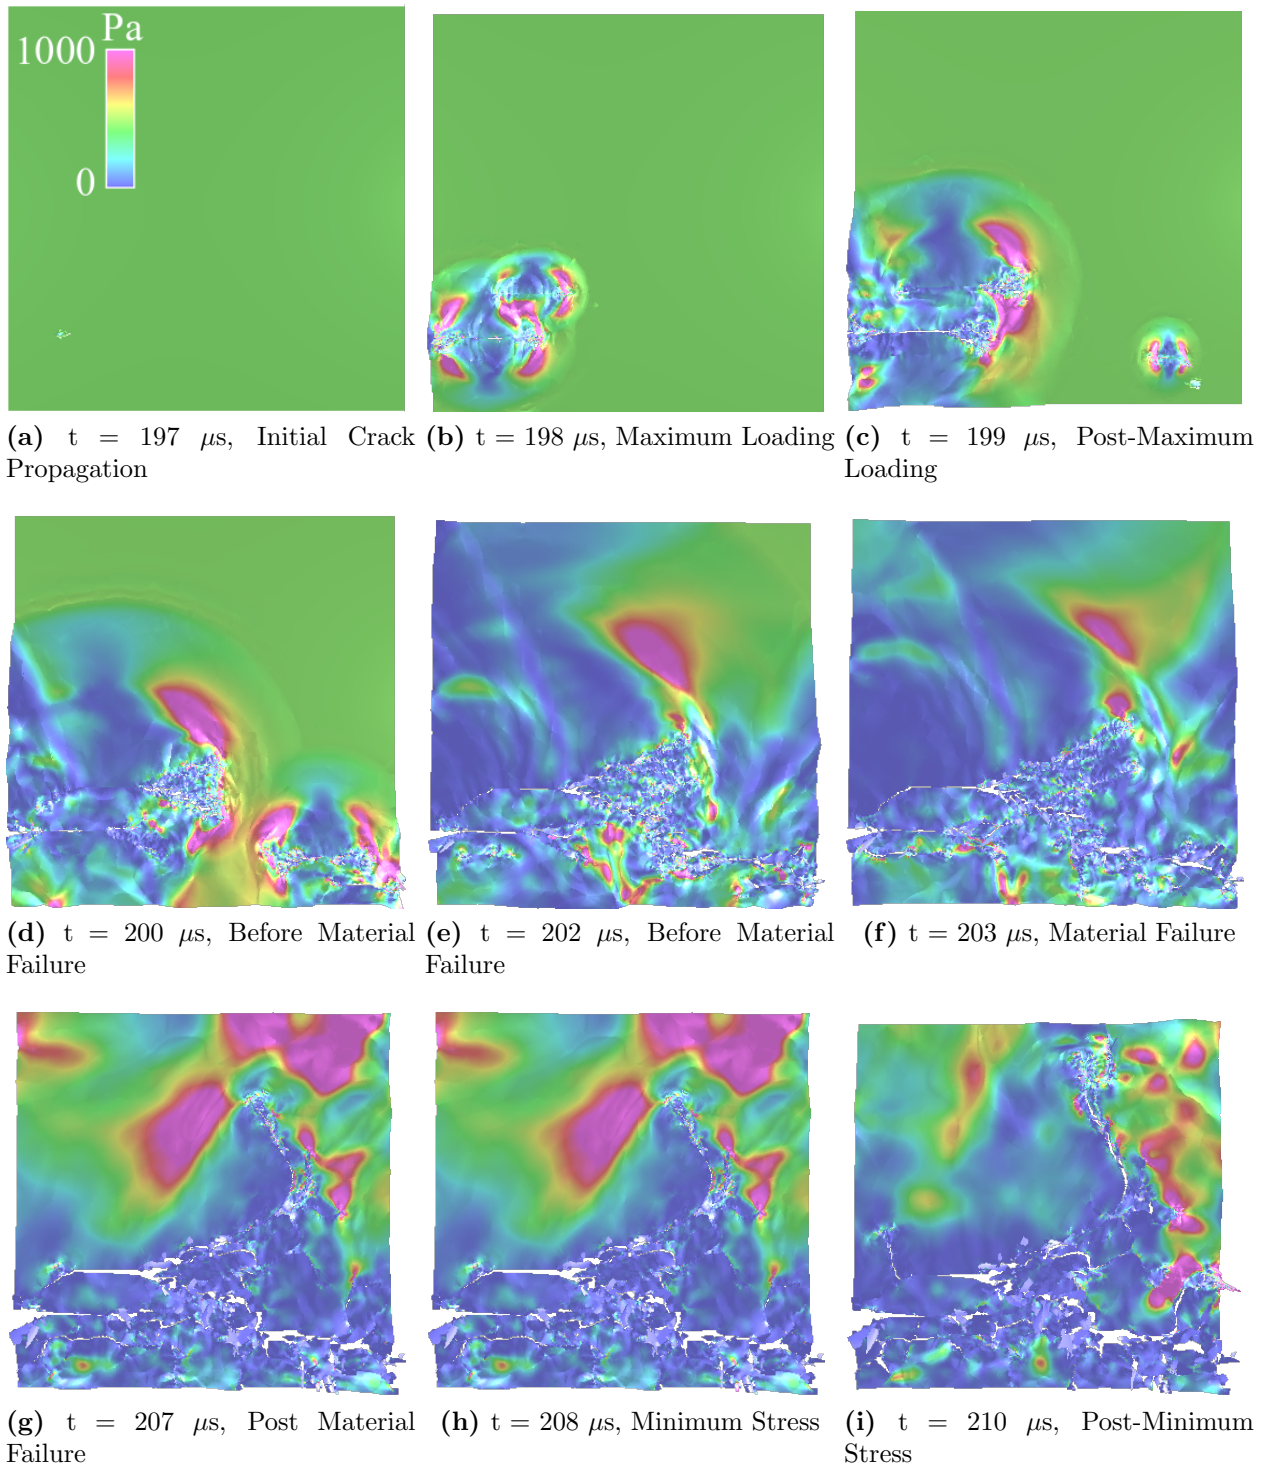 Pa
1000
0
(a) t = 197 μs, Initial Crack
Propagation
(b) t = 198 μs, Maximum Loading
(c) t = 199 μs, Post-Maximum
Loading
(d) t = 200 μs, Before Material
Failure
(e) t = 202 μs, Before Material
Failure
(f) t = 203 μs, Material Failure
(g) t = 207 μs, Post Material
Failure
(h) t = 208 μs, Minimum Stress
(i) t = 210 μs, Post-Minimum
Stress